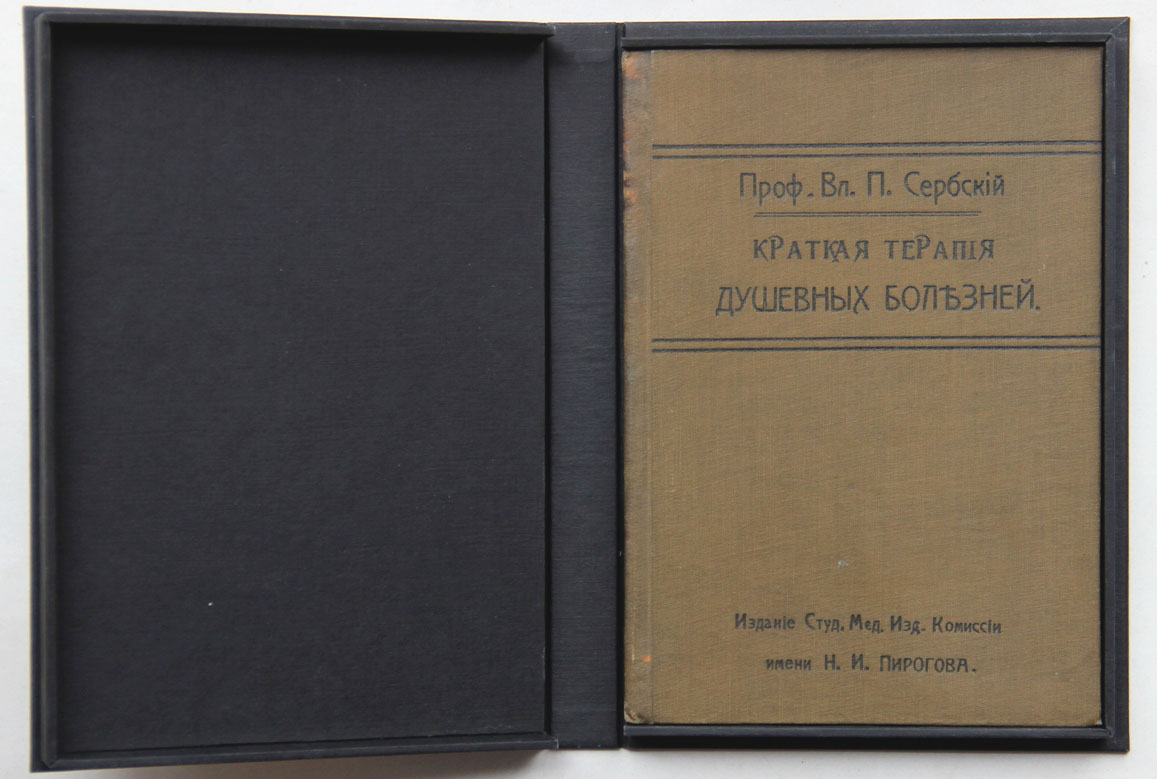 Проф. Вл. П. Сербскій
КРАТКАЯ ТЕРАПІЯ
ДУШЕВНЫХ БОЛѢЗНЕЙ.
Изданіе Студ. Мед. Изд. Комиссіи
имени Н. И. ПИРОГОВА.